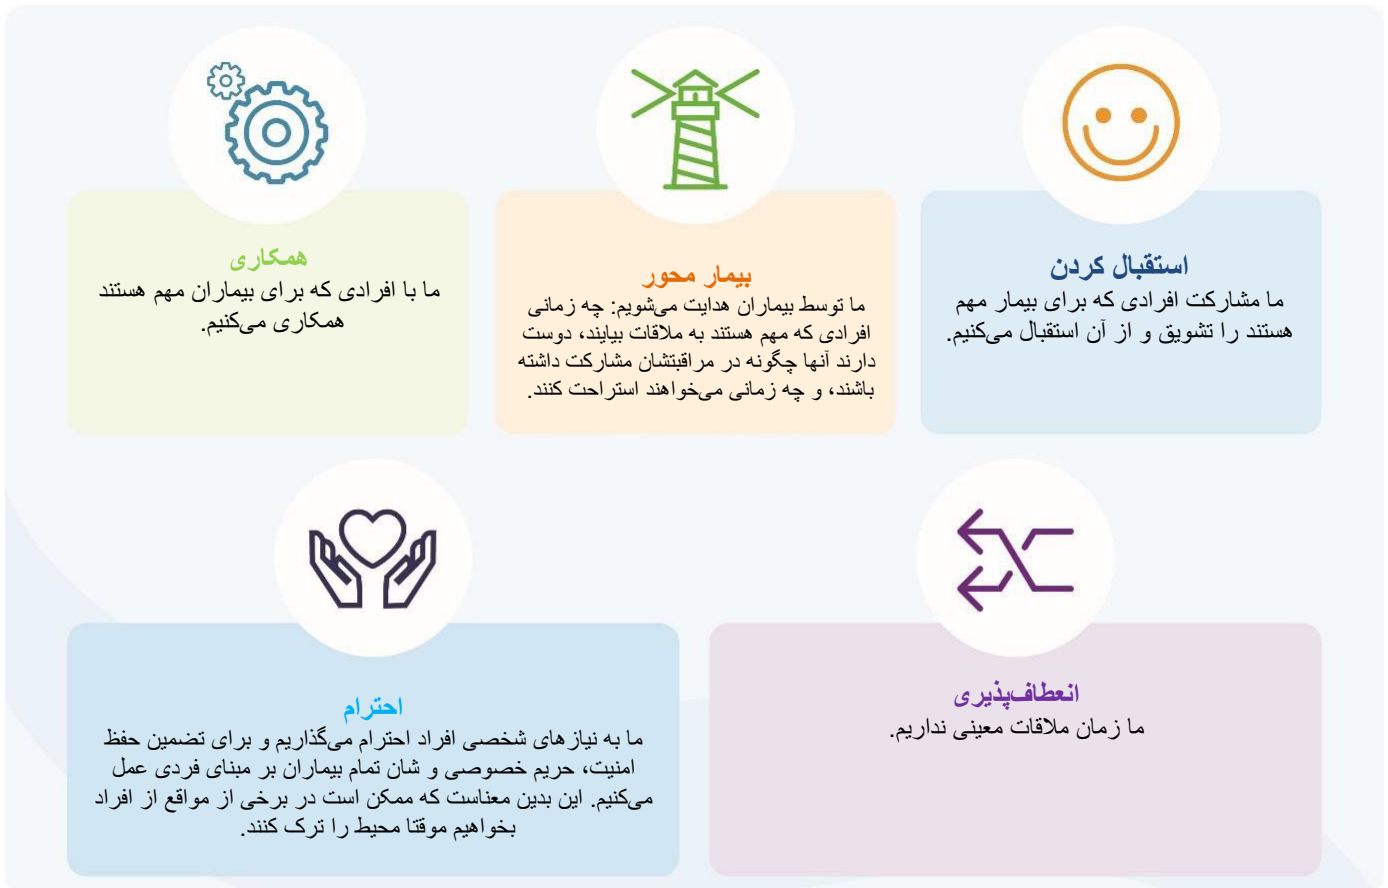 استقبال کردن
ما مشارکت افرادی که برای بیمار مهم
هستند را تشویق و از آن استقبال می‌کنیم.
بیمار محور
ما توسط بیماران هدایت می‌شویم: چه زمانی
افرادی که مهم هستند به ملاقات بیایند، دوست
دارند آنها چگونه در مراقبتشان مشارکت داشته
باشند، و چه زمانی می‌خواهند استراحت کنند.
همکاری
ما با افرادی که برای بیماران مهم هستند
همکاری می‌کنیم.
انعطاف‌پذیری
ما زمان ملاقات معینی نداریم.
احترام
ما به نیازهای شخصی افراد احترام می‌گذاریم و برای تضمین حفظ
امنیت، حریم خصوصی و شان تمام بیماران بر مبنای فردی عمل
می‌کنیم. این بدین معناست که ممکن است در برخی از مواقع از افراد
بخواهیم موقتا محیط را ترک کنند.